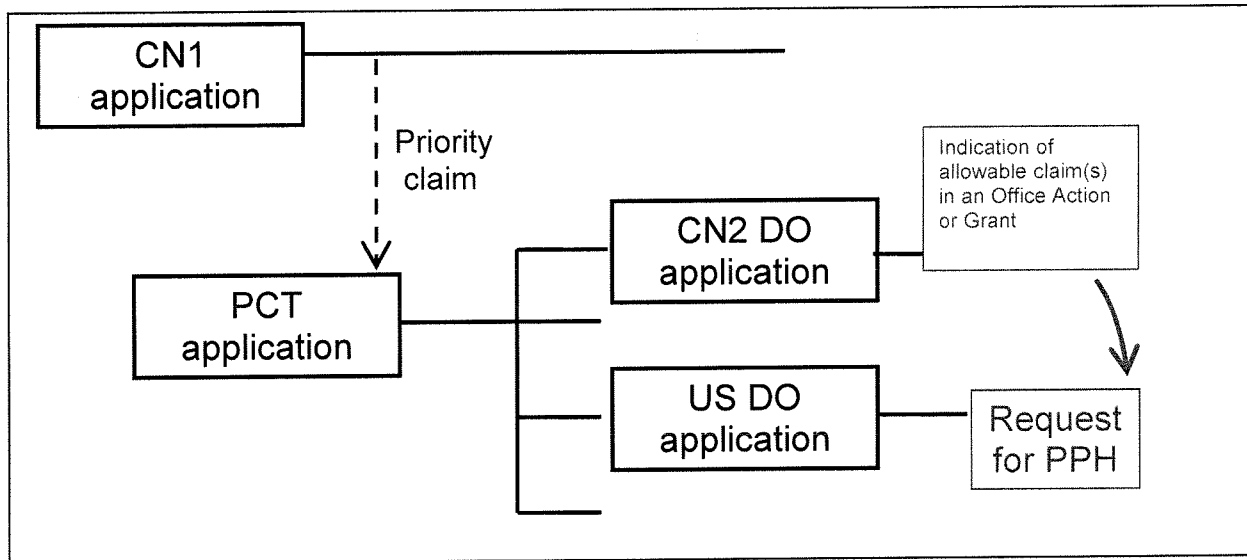 CN1
application
Priority
claim
Indication of
allowable claim(s)
in an Office Action
or Grant
CN2 DO
application
PCT
application
US DO
application
Request
for PPH